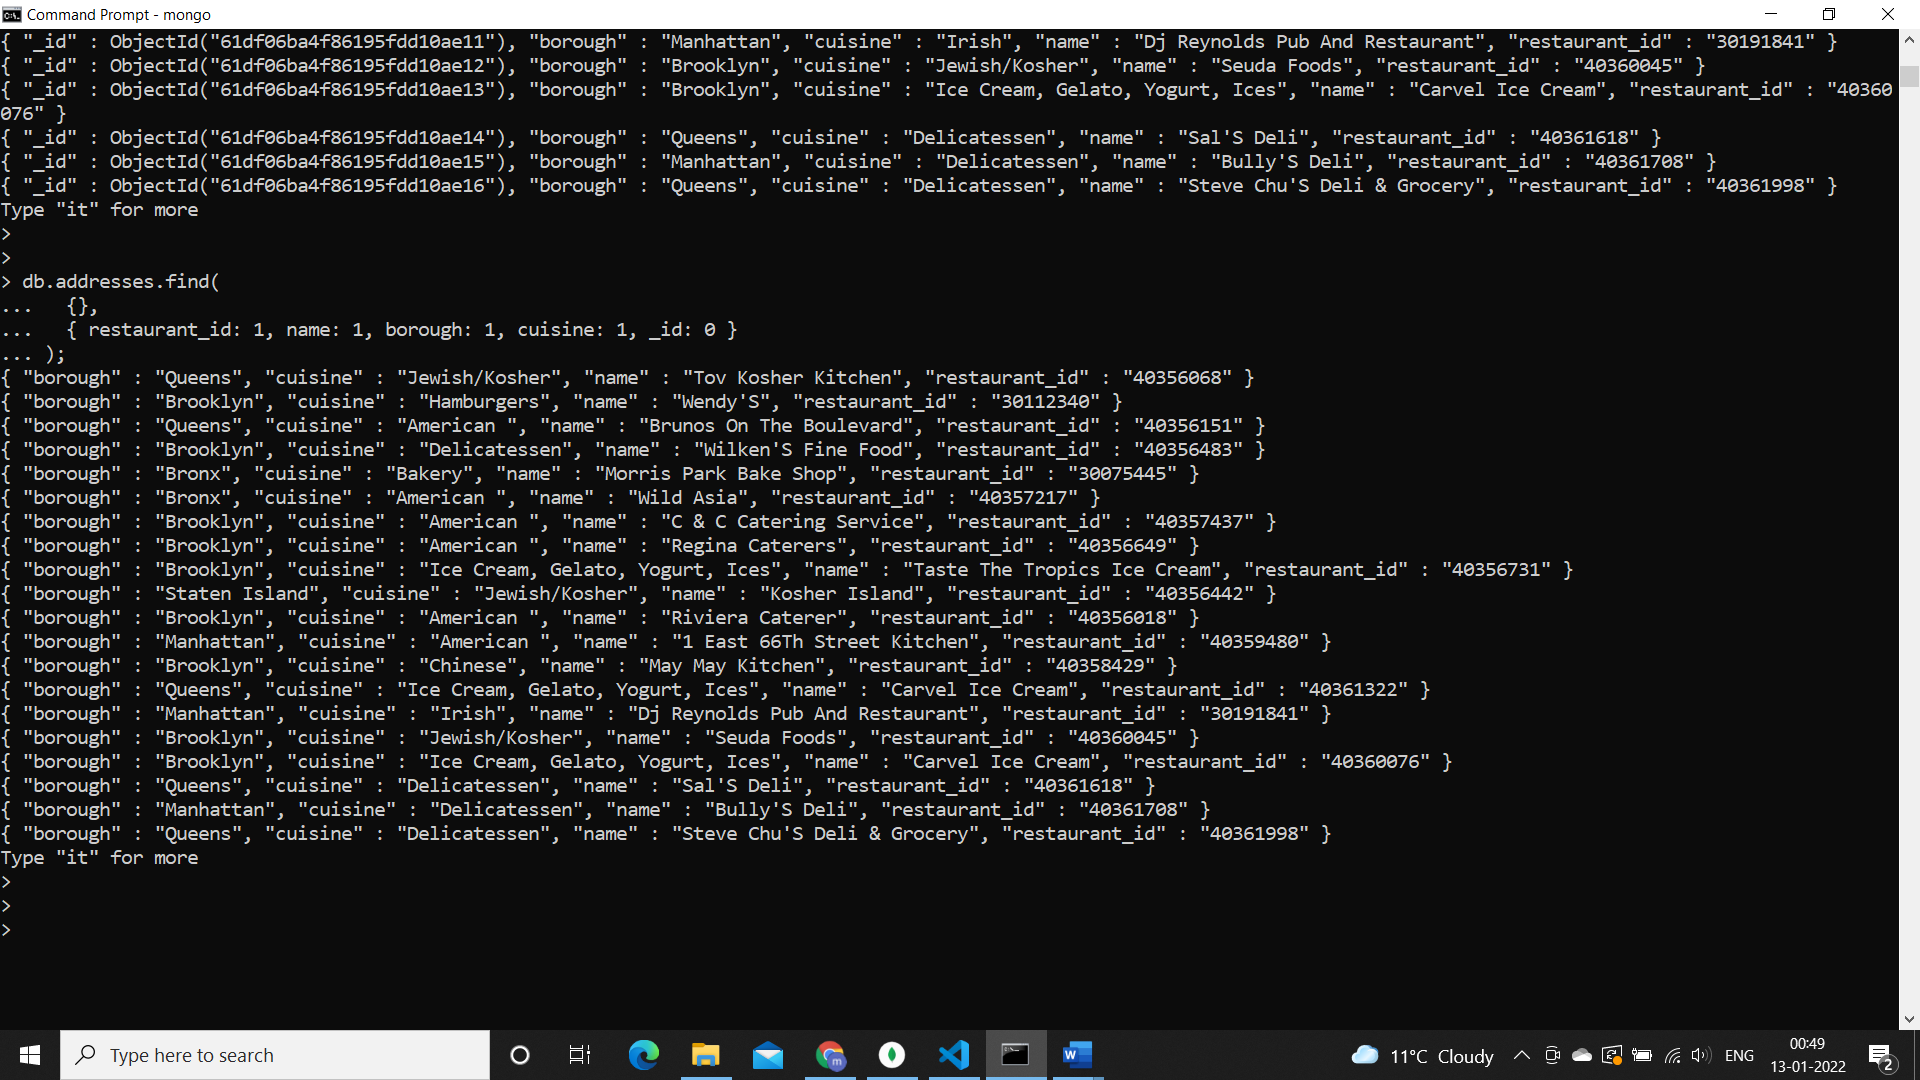 Command Prompt - mongo
{ "_id" : ObjectId("61df06ba4f86195fdd10ae11"), "borough" : "Manhattan", "cuisine" : "Irish", "name" : "Dj Reynolds Pub And Restaurant", "restaurant_id" : "30191841" }
{ "_id" : ObjectId("61df06ba4f86195fdd10ae12"), "borough" : "Brooklyn", "cuisine" : "Jewish/Kosher", "name" : "Seuda Foods", "restaurant_id" : "40360045" }
{ "_id" : ObjectId("61df06ba4f86195fdd10ae13"), "borough" : "Brooklyn", "cuisine" : "Ice Cream, Gelato, Yogurt, Ices", "name" : "Carvel Ice Cream", "restaurant_id" : "40360
076" }
{ "_id" : ObjectId("61df06ba4f86195fdd10ae14"), "borough" : "Queens", "cuisine" : "Delicatessen", "name" : "Sal'S Deli", "restaurant_id" : "40361618" }
{ "_id" : ObjectId("61df06ba4f86195fdd10ae15"), "borough" : "Manhattan", "cuisine" : "Delicatessen", "name" : "Bully'S Deli", "restaurant_id" : "40361708" }
{ "_id" : ObjectId("61df06ba4f86195fdd10ae16"), "borough" : "Queens", "cuisine" : "Delicatessen", "name" : "Steve Chu'S Deli & Grocery", "restaurant_id" : "40361998" }
Type "it" for more
>
>
> db.addresses.find(
...   {},
...   { restaurant_id: 1, name: 1, borough: 1, cuisine: 1, _id: 0 }
... );
{ "borough" : "Queens", "cuisine" : "Jewish/Kosher", "name" : "Tov Kosher Kitchen", "restaurant_id" : "40356068" }
{ "borough" : "Brooklyn", "cuisine" : "Hamburgers", "name" : "Wendy'S", "restaurant_id" : "30112340" }
{ "borough" : "Queens", "cuisine" : "American ", "name" : "Brunos On The Boulevard", "restaurant_id" : "40356151" }
{ "borough" : "Brooklyn", "cuisine" : "Delicatessen", "name" : "Wilken'S Fine Food", "restaurant_id" : "40356483" }
{ "borough" : "Bronx", "cuisine" : "Bakery", "name" : "Morris Park Bake Shop", "restaurant_id" : "30075445" }
{ "borough" : "Bronx", "cuisine" : "American ", "name" : "Wild Asia", "restaurant_id" : "40357217" }
{ "borough" : "Brooklyn", "cuisine" : "American ", "name" : "C & C Catering Service", "restaurant_id" : "40357437" }
{ "borough" : "Brooklyn", "cuisine" : "American ", "name" : "Regina Caterers", "restaurant_id" : "40356649" }
{ "borough" : "Brooklyn", "cuisine" : "Ice Cream, Gelato, Yogurt, Ices", "name" : "Taste The Tropics Ice Cream", "restaurant_id" : "40356731" }
{ "borough" : "Staten Island", "cuisine" : "Jewish/Kosher", "name" : "Kosher Island", "restaurant_id" : "40356442" }
{ "borough" : "Brooklyn", "cuisine" : "American ", "name" : "Riviera Caterer", "restaurant_id" : "40356018" }
{ "borough" : "Manhattan", "cuisine" : "American ", "name" : "1 East 66Th Street Kitchen", "restaurant_id" : "40359480" }
{ "borough" : "Brooklyn", "cuisine" : "Chinese", "name" : "May May Kitchen", "restaurant_id" : "40358429" }
{ "borough" : "Queens", "cuisine" : "Ice Cream, Gelato, Yogurt, Ices", "name" : "Carvel Ice Cream", "restaurant_id" : "40361322" }
{ "borough" : "Manhattan", "cuisine" : "Irish", "name" : "Dj Reynolds Pub And Restaurant", "restaurant_id" : "30191841" }
{ "borough" : "Brooklyn", "cuisine" : "Jewish/Kosher", "name" : "Seuda Foods", "restaurant_id" : "40360045" }
{ "borough" : "Brooklyn", "cuisine" : "Ice Cream, Gelato, Yogurt, Ices", "name" : "Carvel Ice Cream", "restaurant_id" : "40360076" }
{ "borough" : "Queens", "cuisine" : "Delicatessen", "name" : "Sal'S Deli", "restaurant_id" : "40361618" }
{ "borough" : "Manhattan", "cuisine" : "Delicatessen", "name" : "Bully'S Deli", "restaurant_id" : "40361708" }
{ "borough" : "Queens", "cuisine" : "Delicatessen", "name" : "Steve Chu'S Deli & Grocery", "restaurant_id" : "40361998" }
Type "it" for more
>
>
>
Type here to search
11°C Cloudy
ENG
00:49
13-01-2022
2